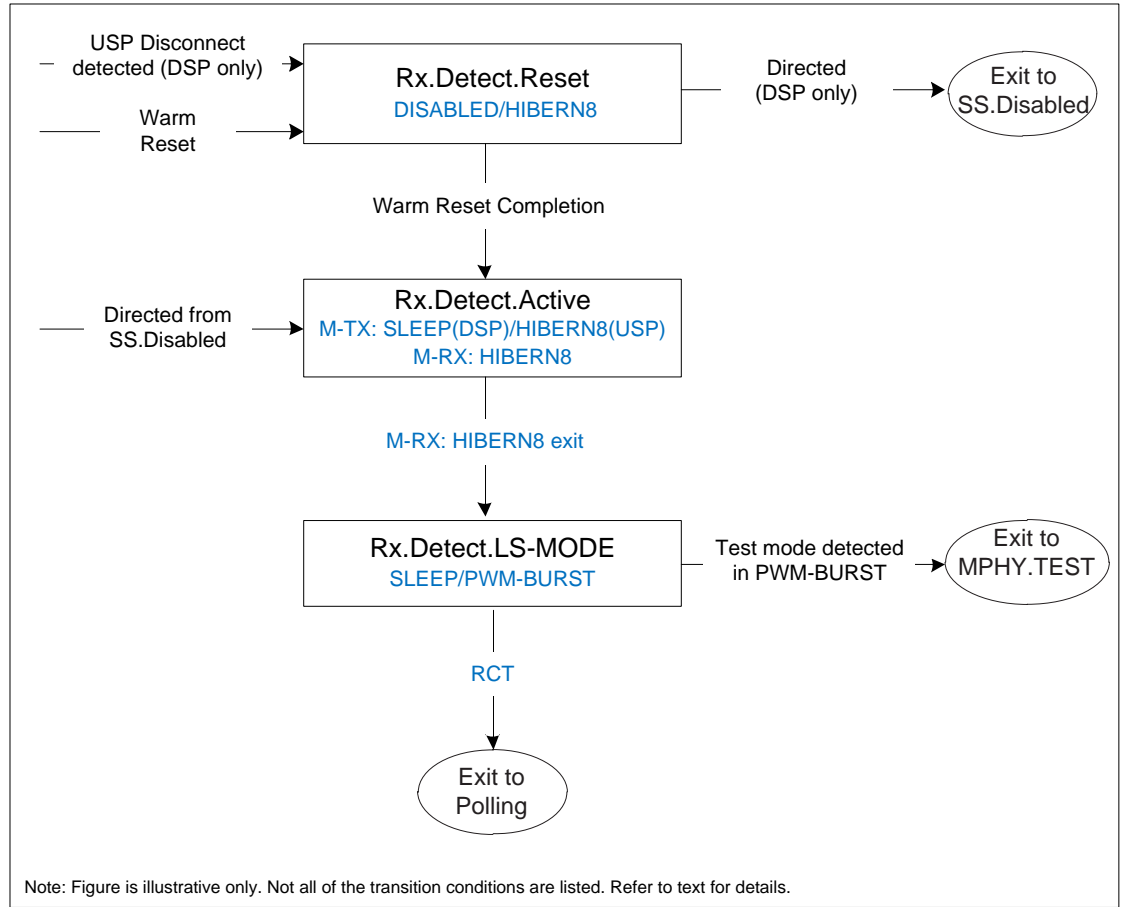 USP Disconnect
detected (DSP only)
Warm
Reset
Rx.Detect.Reset
DISABLED/HIBERN8
Directed
(DSP only)
Exit to
SS.Disabled
Warm Reset Completion
Directed from
SS.Disabled
Rx.Detect.Active
M-TX: SLEEP(DSP)/HIBERN8(USP)
M-RX: HIBERN8
M-RX: HIBERN8 exit
Rx.Detect.LS-MODE
SLEEP/PWM-BURST
Test mode detected
in PWM-BURST
Exit to
MPHY.TEST
RCT
Exit to
Polling
Note: Figure is illustrative only. Not all of the transition conditions are listed. Refer to text for details.